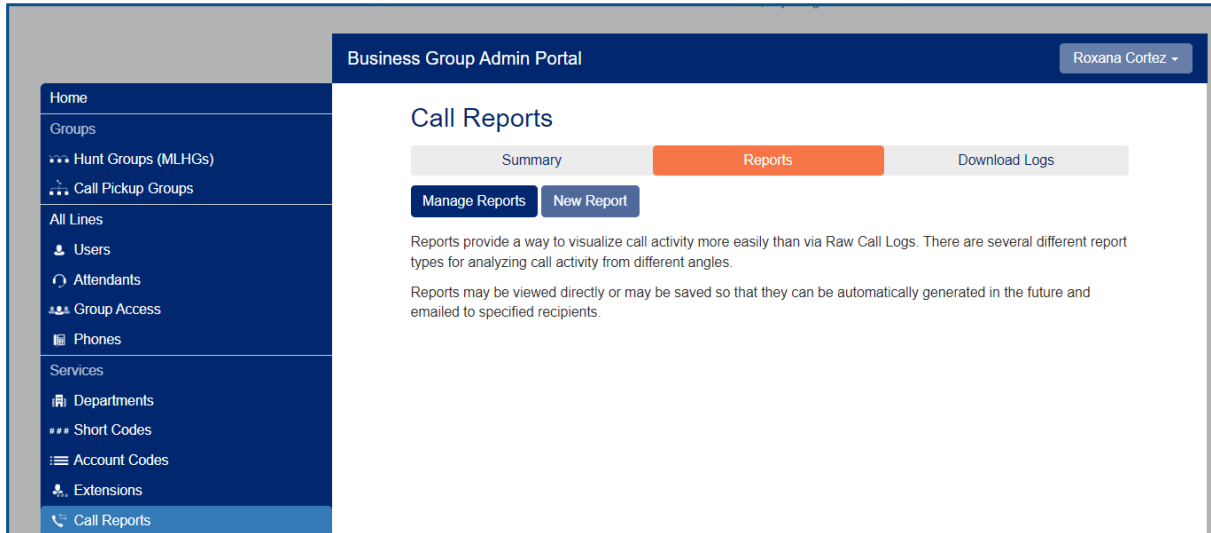 Business Group Admin Portal
Roxana Cortez
Home
Groups
Hunt Groups (MLHGs)
Call Pickup Groups
All Lines
Users
Attendants
Group Access
Phones
Services
Departments
### Short Codes
Account Codes
Extensions
Call Reports
Call Reports
Summary
Reports
Download Logs
Manage Reports
New Report
Reports provide a way to visualize call activity more easily than via Raw Call Logs. There are several different report
types for analyzing call activity from different angles.
Reports may be viewed directly or may be saved so that they can be automatically generated in the future and
emailed to specified recipients.